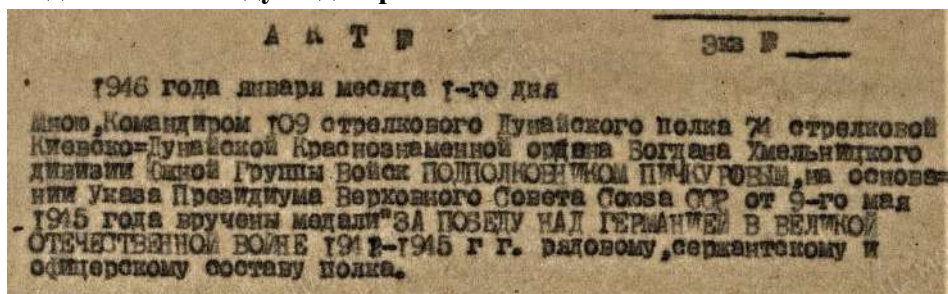 А К Т №
Экз № ___
1946 года января месяца 1-го дня
Мною,Командиром 109 стрелкового Дунайского полка 74 стрелковой
Киевско=Дунайской Краснознаменной ордена Богдана Хмельницкого
дивизии Южной Группы Войск ПОДПОЛКОВНИКОМ ПИЧКУРОВЫМ,на основа=
нии Указа Президиума Верховного Совета Союза ССР от 9-го мая
1945 года вручены медали"ЗА ПОБЕДУ НАД ГЕРМАНИЕЙ В ВЕЛИКОЙ
ОТЕЧЕСТВЕННОЙ ВОЙНЕ 1941-1945 г г. рядовому,сержантскому и
офицерскому составу полка.